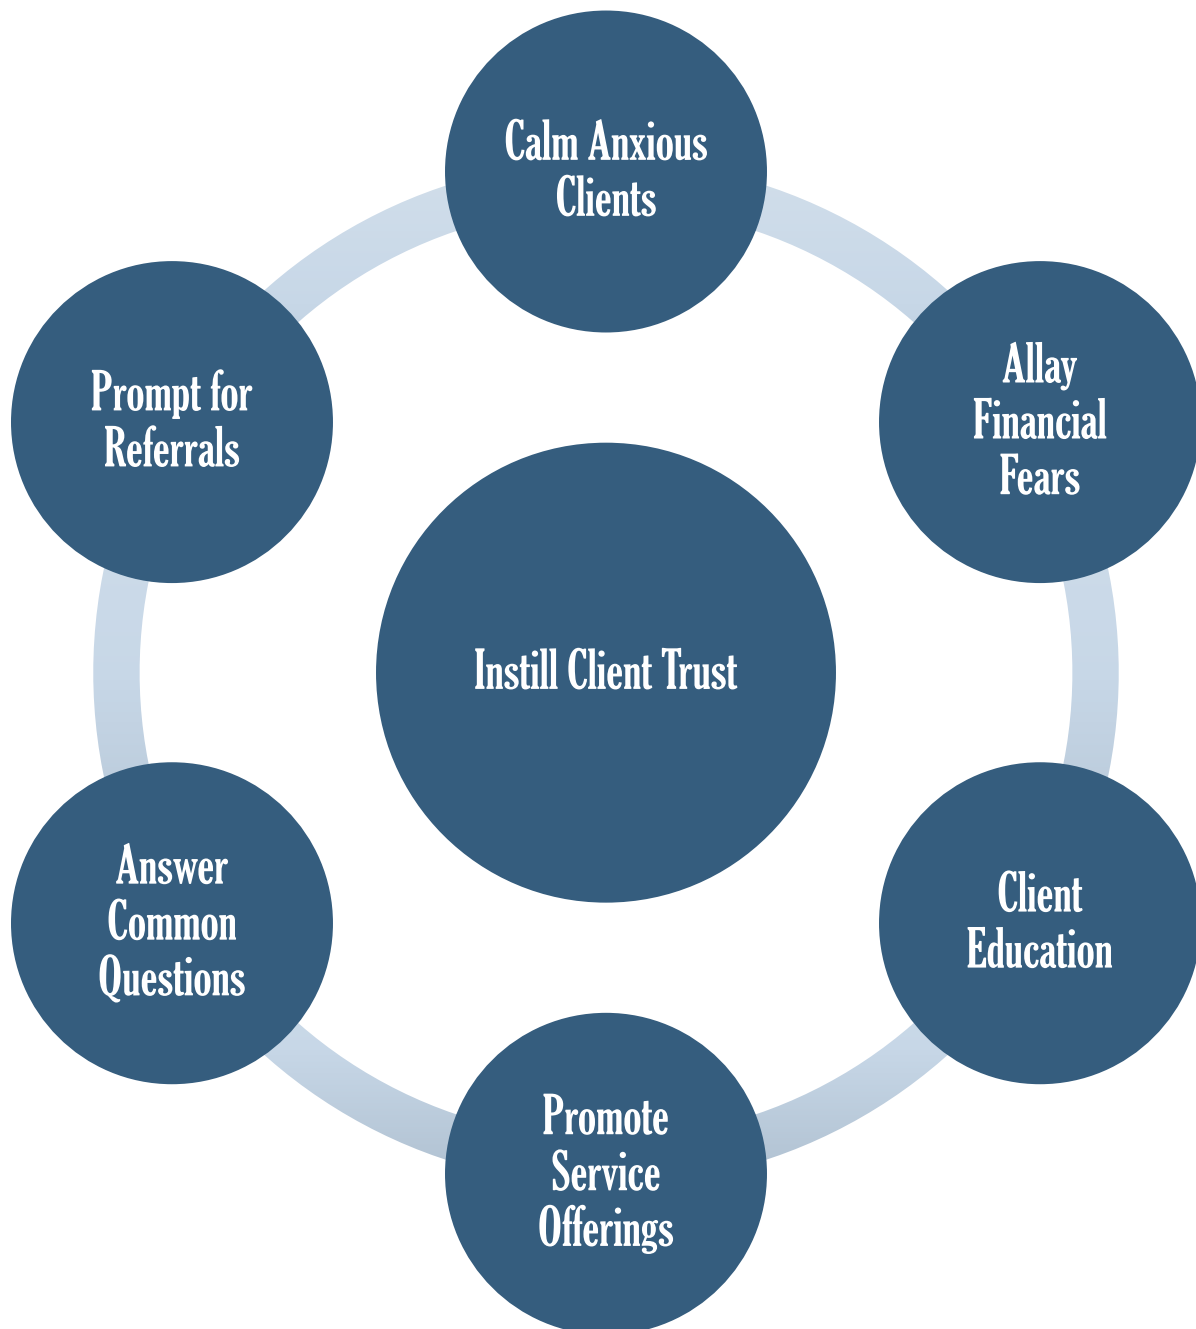 Calm Anxious
Clients
Allay
Financial
Fears
Client
Education
Promote
Service
Offerings
Answer
Common
Questions
Prompt for
Referrals
Instill Client Trust